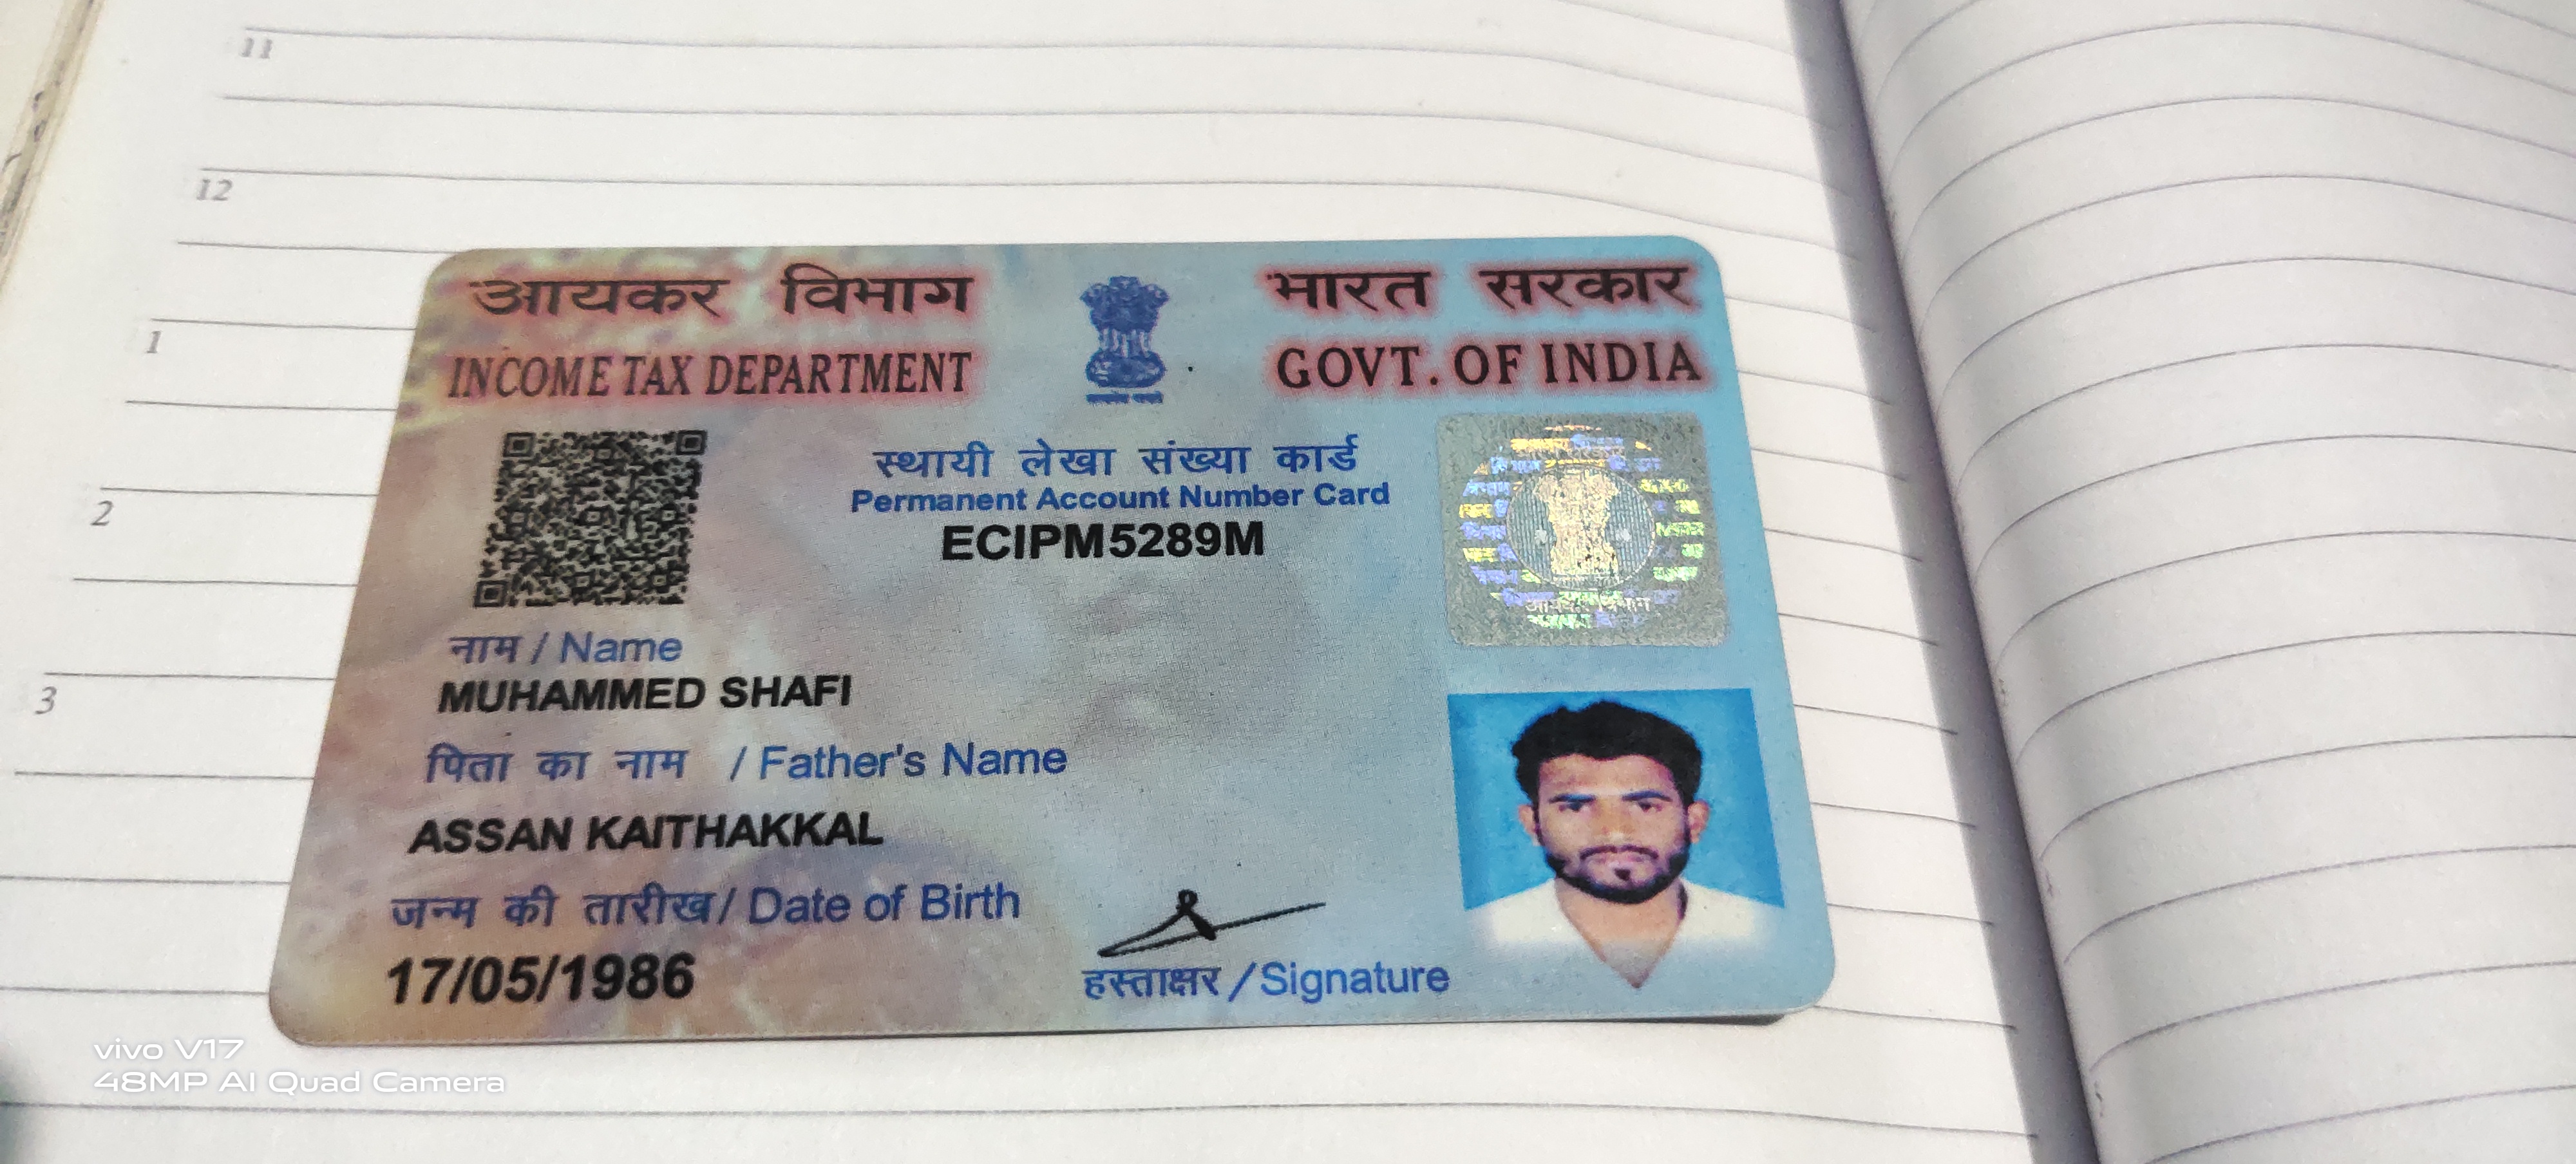 11
12
1
2
3
आयकर विभाग
INCOME TAX DEPARTMENT
भारत सरकार
GOVT. OF INDIA
स्थायी लेखा संख्या कार्ड
Permanent Account Number Card
ECIPM5289M
नाम / Name
MUHAMMED SHAFI
पिता का नाम / Father's Name
ASSAN KAITHAKKAL
जन्म की तारीख/ Date of Birth
17/05/1986
हस्ताक्षर /Signature
vivo V17
48MP AI Quad Camera